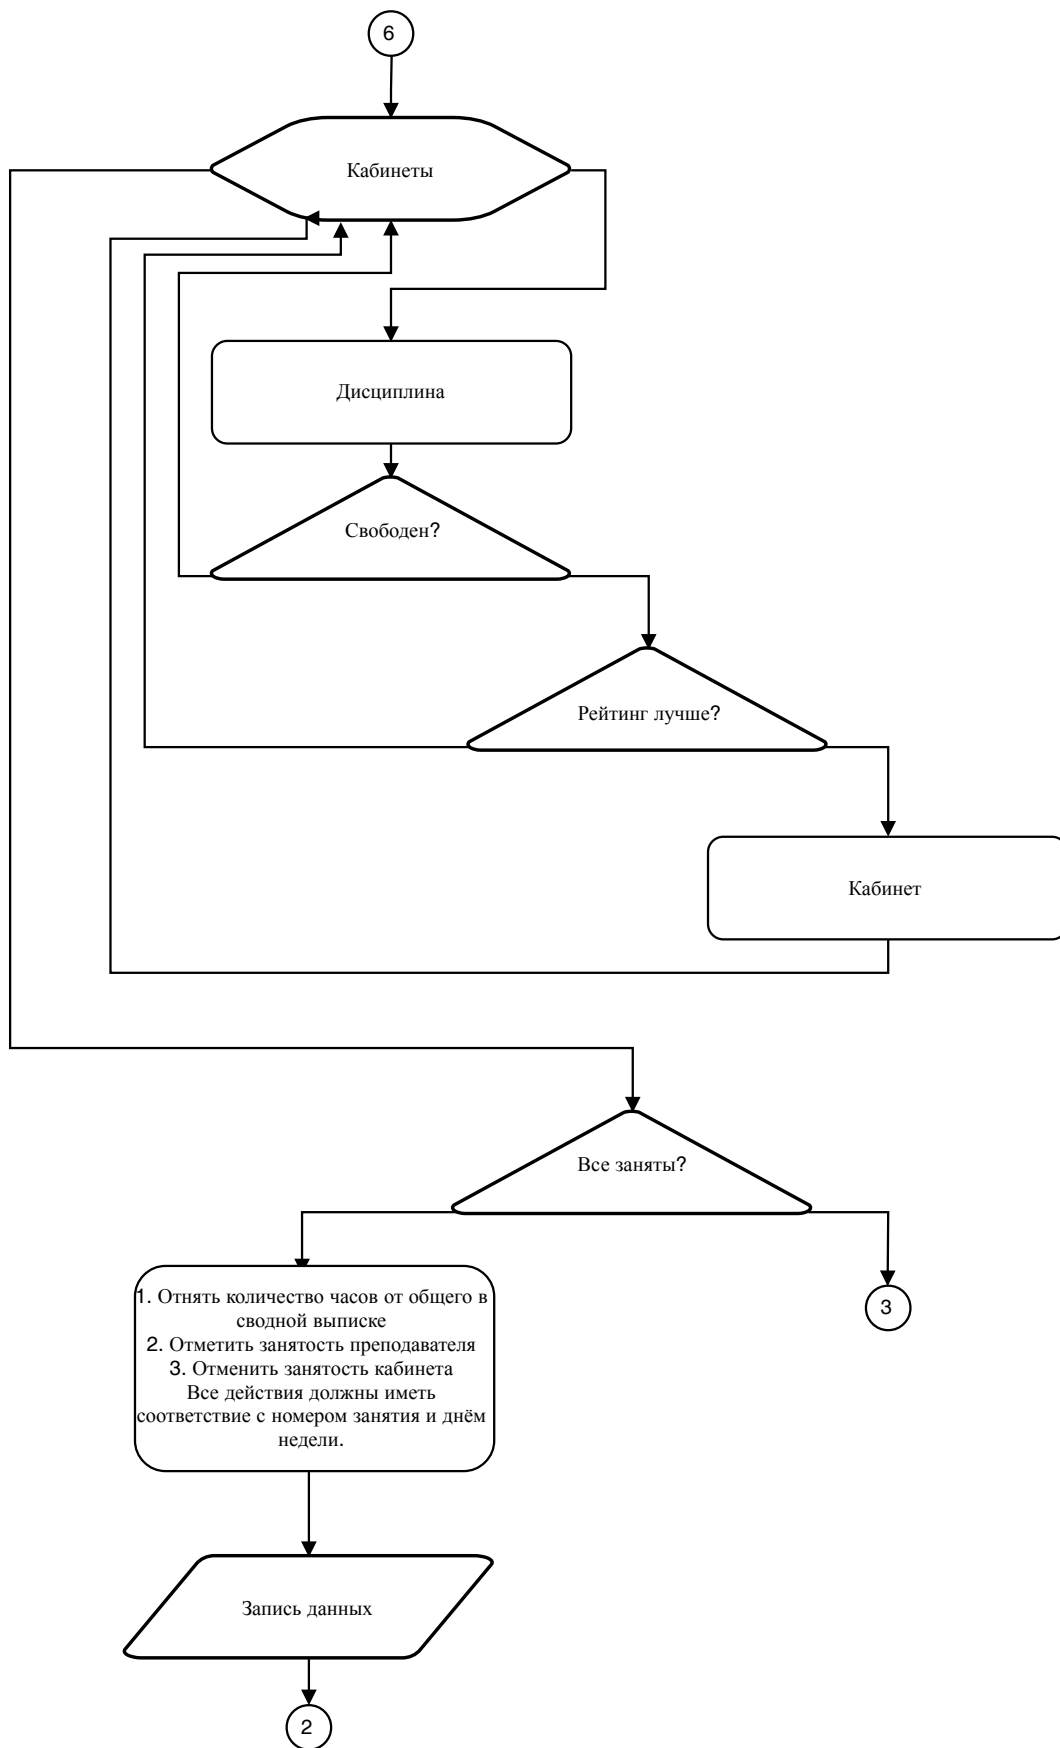 6
Кабинеты
Дисциплина
Свободен?
Рейтинг лучше?
Кабинет
Все заняты?
1. Отнять количество часов от общего в
сводной выписке
2. Отметить занятость преподавателя
3. Отменить занятость кабинета
Все действия должны иметь
соответствие с номером занятия и днём
недели.
3
Запись данных
2